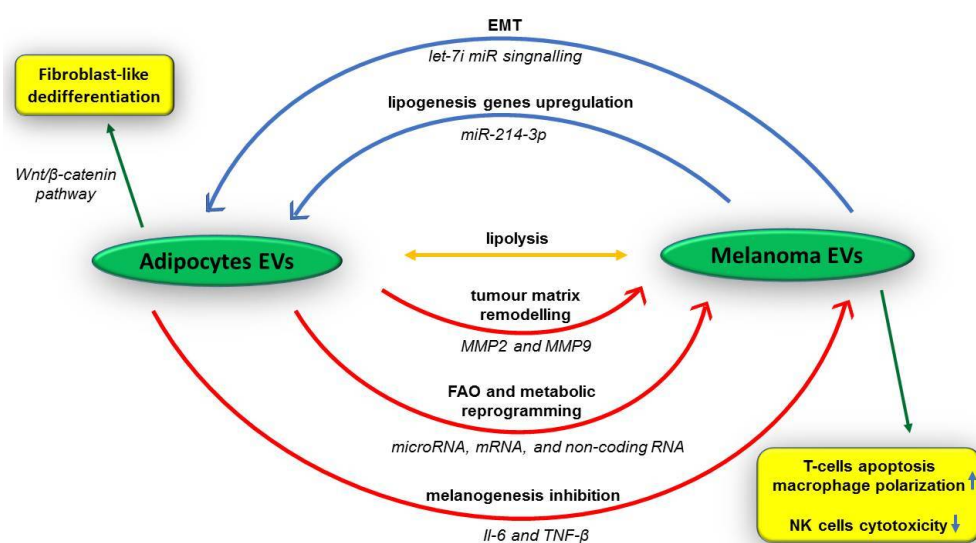 EMT
let-7i miR singnalling
Fibroblast-like
dedifferentiation
lipogenesis genes upregulation
miR-214-3p
Wnt/β-catenin
pathway
Adipocytes EVs
lipolysis
Melanoma EVs
tumour matrix
remodelling
MMP2 and MMP9
FAO and metabolic
reprogramming
microRNA, mRNA, and non-coding RNA
melanogenesis inhibition
Il-6 and TNF-β
T-cells apoptosis
macrophage polarization
NK cells cytotoxicity